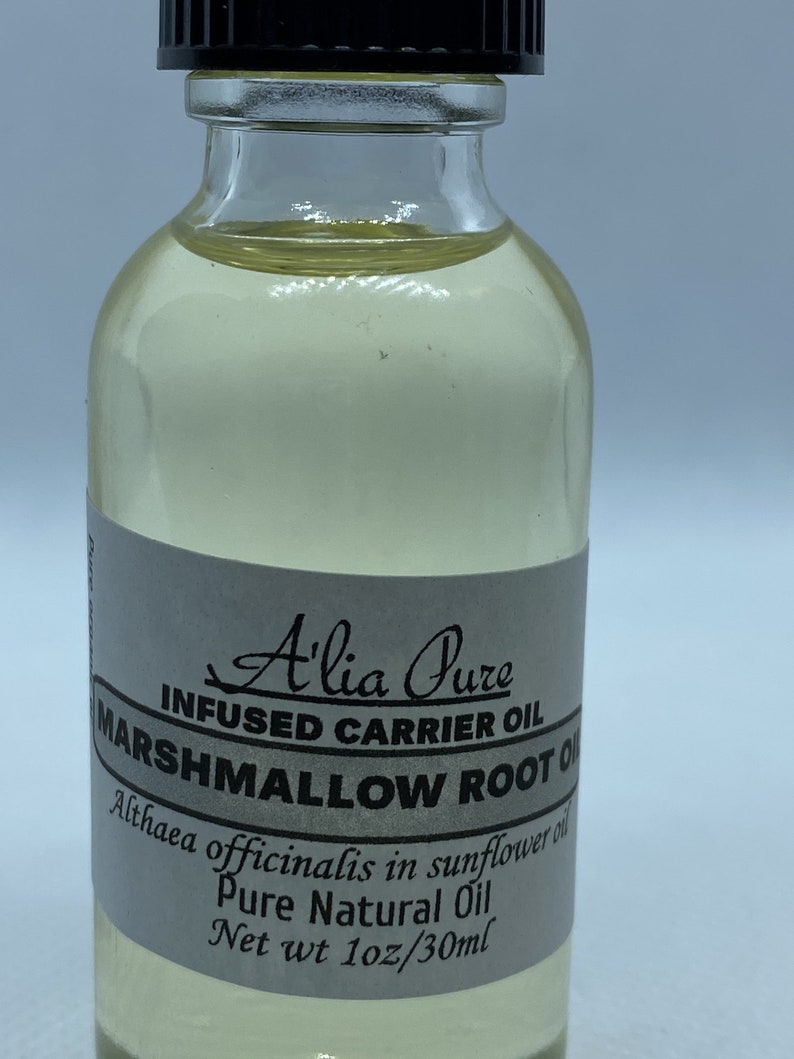 A'lia Pure
INFUSED CARRIER OIL
MARSHMALLOW ROOT OIL
Althaea officinalis in sunflower oil
Pure Natural Oil
Net wt 1oz/30ml